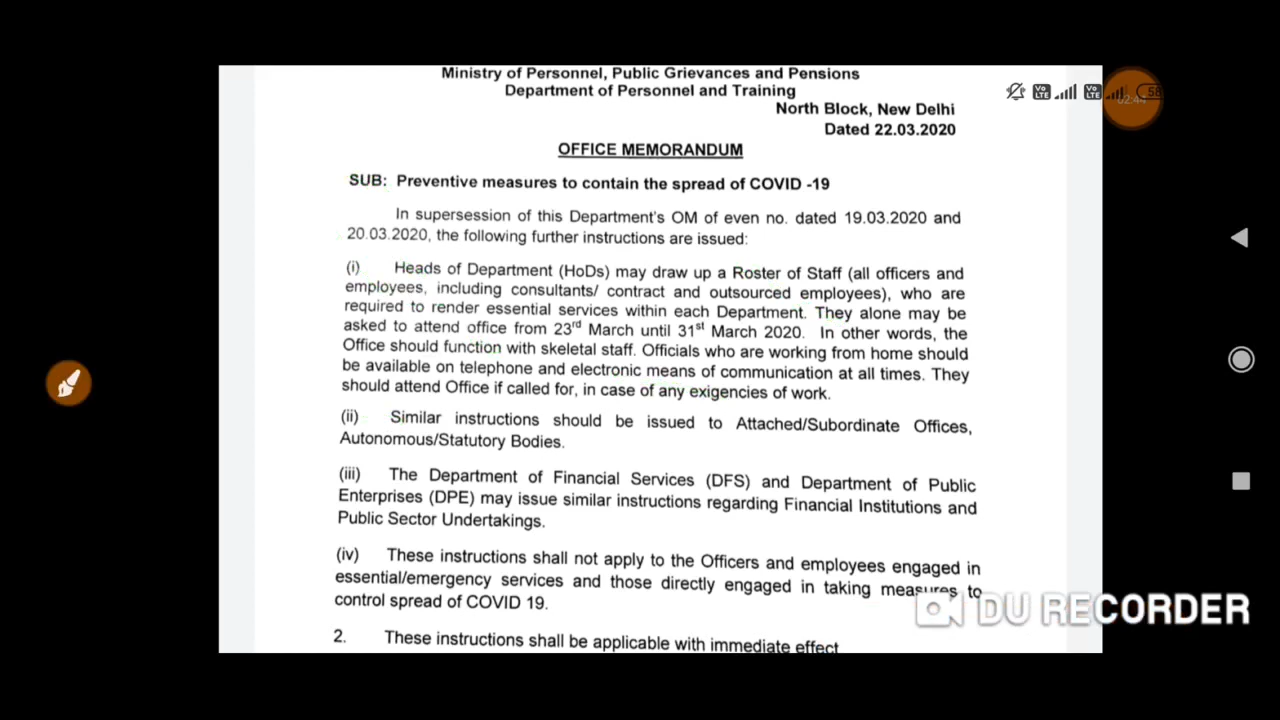 Ministry of Personnel, Public Grievances and Pensions
Department of Personnel and Training
North Block, New Delhi
Dated 22.03.2020
OFFICE MEMORANDUM
SUB: Preventive measures to contain the spread of COVID -19
In supersession of this Department's OM of even no. dated 19.03.2020 and
20.03.2020, the following further instructions are issued:
(i) Heads of Department (HoDs) may draw up a Roster of Staff (all officers and
employees, including consultants/ contract and outsourced employees), who are
required to render essential services within each Department. They alone may be
asked to attend office from 23rd March until 31st March 2020. In other words, the
Office should function with skeletal staff. Officials who are working from home should
be available on telephone and electronic means of communication at all times. They
should attend Office if called for, in case of any exigencies of work.
(ii) Similar instructions should be issued to Attached/Subordinate Offices,
Autonomous/Statutory Bodies.
(iii) The Department of Financial Services (DFS) and Department of Public
Enterprises (DPE) may issue similar instructions regarding Financial Institutions and
Public Sector Undertakings.
(iv) These instructions shall not apply to the Officers and employees engaged in
essential/emergency services and those directly engaged in taking measures to
control spread of COVID 19.
2. These instructions shall be applicable with immediate effect
Vo LTE Vo LTE 58
02:44
DU RECORDER